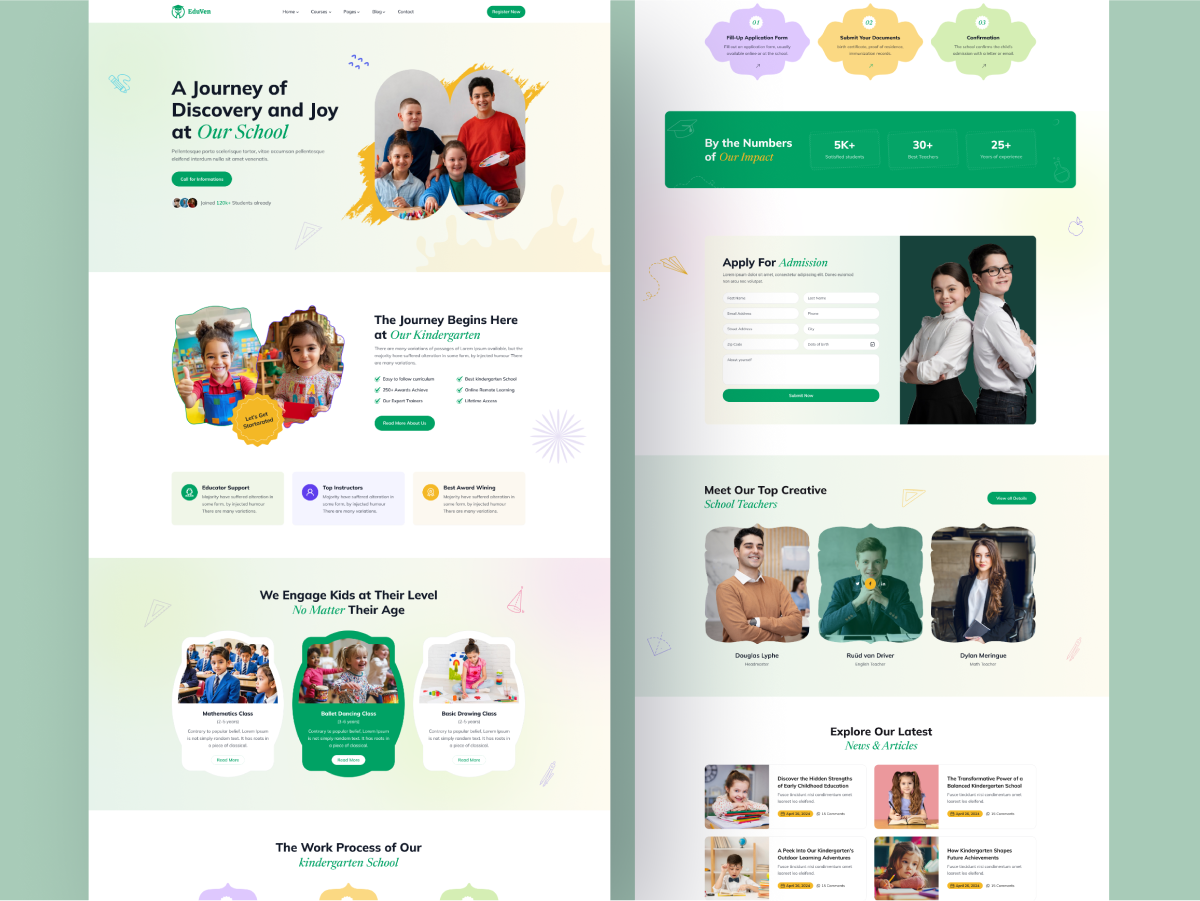 EduVen
Home
Courses
Pages
Blog
Contact
Register Now
A Journey of
Discovery and Joy
at Our School
Pellentesque porta scelerisque tortor, vitae accumsan pellentesque
eleifend interdum nulla sit amet venenatis.
Call for Informations
Joined 120k+ Students already
The Journey Begins Here
at Our Kindergarten
There are many variations of passages of Lorem Ipsum available, but the
majority have suffered alteration in some form, by injected humour There
are many variations.
Easy to follow curriculum
Best kindergarten School
250+ Awards Achieve
Online Remote Learning
Our Expert Trainers
Lifetime Access
Read More About Us
Let's Get
Startorated
Educator Support
Majority have suffered alteration in
some form, by injected humour
There are many variations.
Top Instructors
Majority have suffered alteration in
some form, by injected humour
There are many variations.
Best Award Wining
Majority have suffered alteration in
some form, by injected humour
There are many variations.
We Engage Kids at Their Level
No Matter Their Age
Mathematics Class
(2-5 years)
Contrary to popular belief, Lorem Ipsum
is not simply random text. It has roots in
a piece of classical.
Read More
Ballet Dancing Class
(3-6 years)
Contrary to popular belief, Lorem Ipsum
is not simply random text. It has roots in
a piece of classical.
Read More
Basic Drowing Class
(2-5 years)
Contrary to popular belief, Lorem Ipsum
is not simply random text. It has roots in
a piece of classical.
Read More
The Work Process of Our
kindergarten School
01
Fill-Up Application Form
Fill out an application form, usually
available online or at the school.
02
Submit Your Documents
birth certificate, proof of residence,
immunization records.
03
Confirmation
The school confirms the child's
admission with a letter or email.
By the Numbers
of Our Impact
5K+
Satisfied students
30+
Best Teachers
25+
Years of experience
Apply For Admission
Lorem ipsum dolor sit amet, consectetur adipiscing elit. Donec euismod
First Name
Last name
Email Address
Phone
Street Address
City
Zip Code
Date of birth
About yourself
Submit Now
Meet Our Top Creative
School Teachers
View all Details
Douglas Lyphe
Headmaster
Ruüd van Driver
English Teacher
Dylan Meringue
Math Teacher
Explore Our Latest
News & Articles
Discover the Hidden Strengths
of Early Childhood Education
Fusce tincidunt nisi condimentum amet
laoreet leo eleifend.
April 26, 2024
15 Comments
The Transformative Power of a
Balanced Kindergarten School
Fusce tincidunt nisi condimentum amet
laoreet leo eleifend.
April 26, 2024
15 Comments
A Peek Into Our Kindergarten's
Outdoor Learning Adventures
Fusce tincidunt nisi condimentum amet
laoreet leo eleifend.
April 26, 2024
15 Comments
How Kindergarten Shapes
Future Achievements
Fusce tincidunt nisi condimentum amet
laoreet leo eleifend.
April 26, 2024
15 Comments